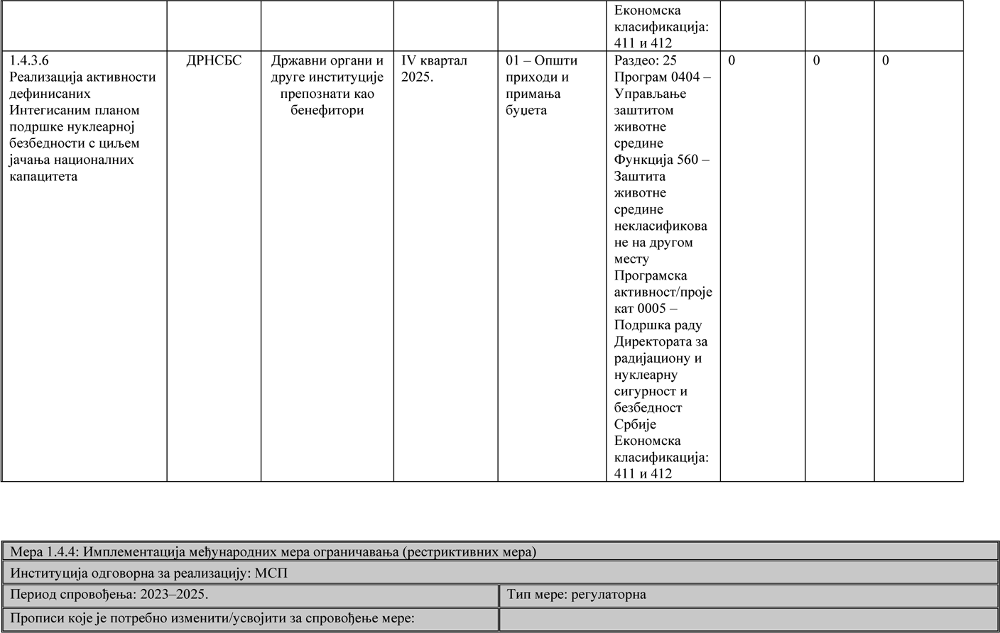 Економска
класификација:
411 и 412
1.4.3.6
Реализација активности
дефинисаних
Интегисаним планом
подршке нуклеарној
безбедности с циљем
јачања националних
капацитета
ДРНСБС
Државни органи и
друге институције
препознати као
бенефитори
IV квартал
2025.
01 – Општи
приходи и
примања
буџета
Раздео: 25
Програм 0404 –
Управљање
заштитом
животне
средине
Функција 560 –
Заштита
животне
средине
некласификова
не на другом
месту
Програмска
активност/проје
кат 0005 –
Подршка раду
Директората за
радијациону и
нуклеарну
сигурност и
безбедност
Србије
Економска
класификација:
411 и 412
0
0
0
Мера 1.4.4: Имплементација међународних мера ограничавања (рестриктивних мера)
Институција одговорна за реализацију: МСП
Период спровођења: 2023–2025.
Тип мере: регулаторна
Прописи које је потребно изменити/усвојити за спровођење мере: